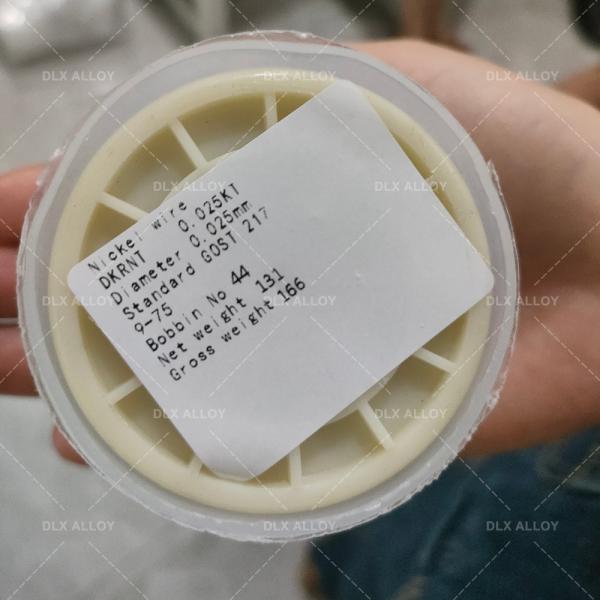 Nickel wire
DKRNT 0.025KT
Diameter 0.025mm
Standard GOST 217
9-75
Bobbin No 44
Net weight 131
Gross weight 166
DLX ALLOY